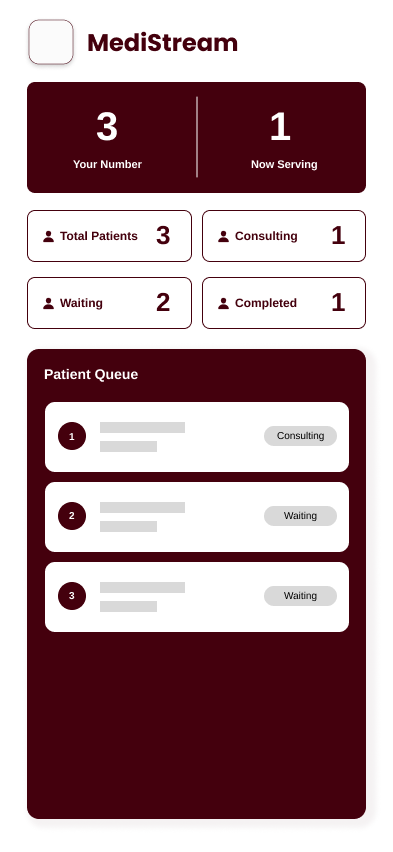 MediStream
3 1
Your Number Now Serving
Total Patients 3 Consulting 1
Waiting 2 Completed 1
Patient Queue
1 Consulting
2 Waiting
3 Waiting